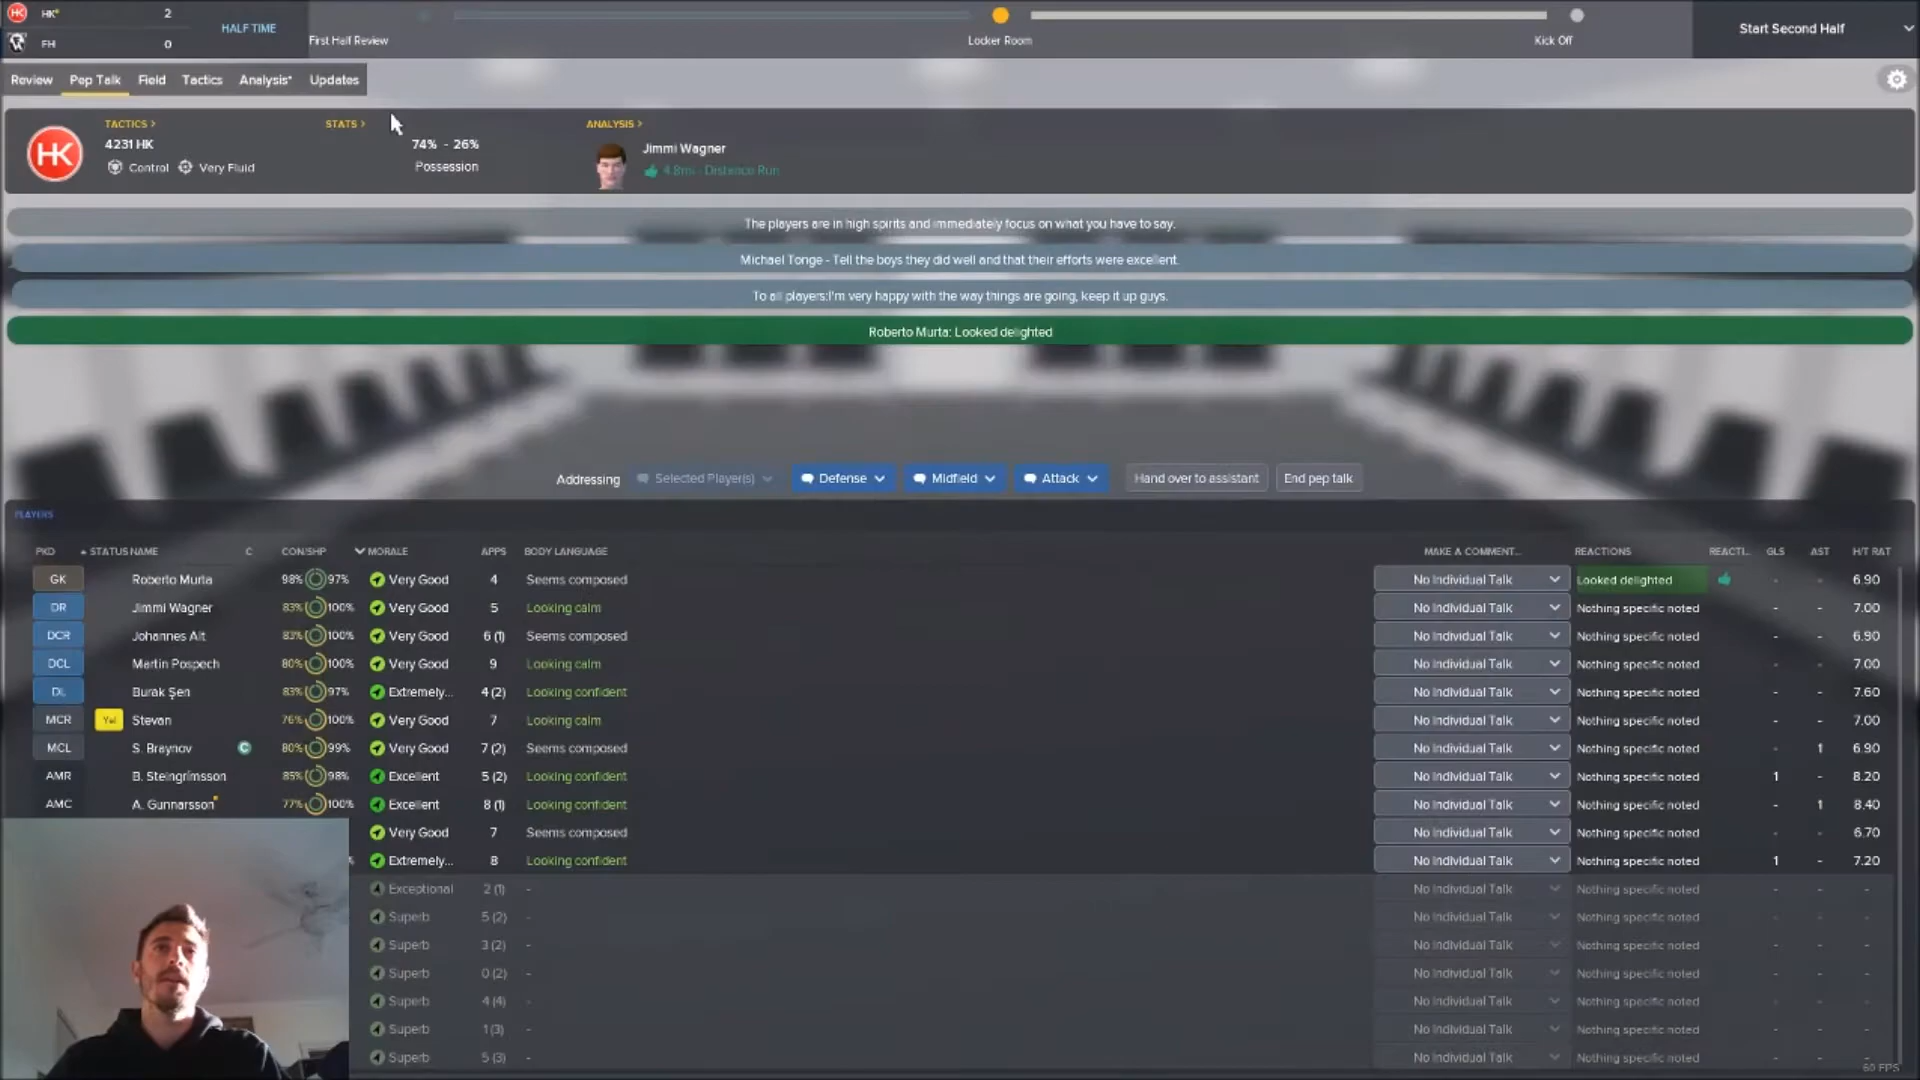 HK HK* 2
FH 0
HALF TIME
First Half Review
Locker Room
Kick Off
Start Second Half
Review Pep Talk Field Tactics Analysis* Updates
HK
TACTICS >
4231 HK
Control Very Fluid
STATS >
74% - 26%
Possession
ANALYSIS >
Jimmi Wagner
4.8mi - Distance Run
The players are in high spirits and immediately focus on what you have to say.
Michael Tonge - Tell the boys they did well and that their efforts were excellent.
To all players:I'm very happy with the way things are going, keep it up guys.
Roberto Murta: Looked delighted
Addressing Selected Player(s) Defense Midfield Attack Hand over to assistant End pep talk
PLAYERS
PKD STATUS NAME C CON/SHP MORALE APPS BODY LANGUAGE MAKE A COMMENT... REACTIONS REACTI... GLS AST H/T RAT
GK Roberto Murta 98% 97% Very Good 4 Seems composed No Individual Talk Looked delighted - - 6.90
DR Jimmi Wagner 83% 100% Very Good 5 Looking calm No Individual Talk Nothing specific noted - - 7.00
DCR Johannes Alt 83% 100% Very Good 6 (1) Seems composed No Individual Talk Nothing specific noted - - 6.90
DCL Martin Pospech 80% 100% Very Good 9 Looking calm No Individual Talk Nothing specific noted - - 7.00
DL Burak Şen 83% 97% Extremely... 4 (2) Looking confident No Individual Talk Nothing specific noted - - 7.60
MCR Yel Stevan 76% 100% Very Good 7 Looking calm No Individual Talk Nothing specific noted - - 7.00
MCL S. Braynov C 80% 99% Very Good 7 (2) Seems composed No Individual Talk Nothing specific noted - 1 6.90
AMR B. Steingrímsson 85% 98% Excellent 5 (2) Looking confident No Individual Talk Nothing specific noted 1 - 8.20
AMC A. Gunnarsson* 77% 100% Excellent 8 (1) Looking confident No Individual Talk Nothing specific noted - 1 8.40
Very Good 7 Seems composed No Individual Talk Nothing specific noted - - 6.70
% Extremely... 8 Looking confident No Individual Talk Nothing specific noted 1 - 7.20
Exceptional 2 (1) - No Individual Talk Nothing specific noted - - -
Superb 5 (2) - No Individual Talk Nothing specific noted - - -
Superb 3 (2) - No Individual Talk Nothing specific noted - - -
Superb 0 (2) - No Individual Talk Nothing specific noted - - -
Superb 4 (4) - No Individual Talk Nothing specific noted - - -
Superb 1 (3) - No Individual Talk Nothing specific noted - - -
Superb 5 (3) - No Individual Talk Nothing specific noted - - -
60 FPS